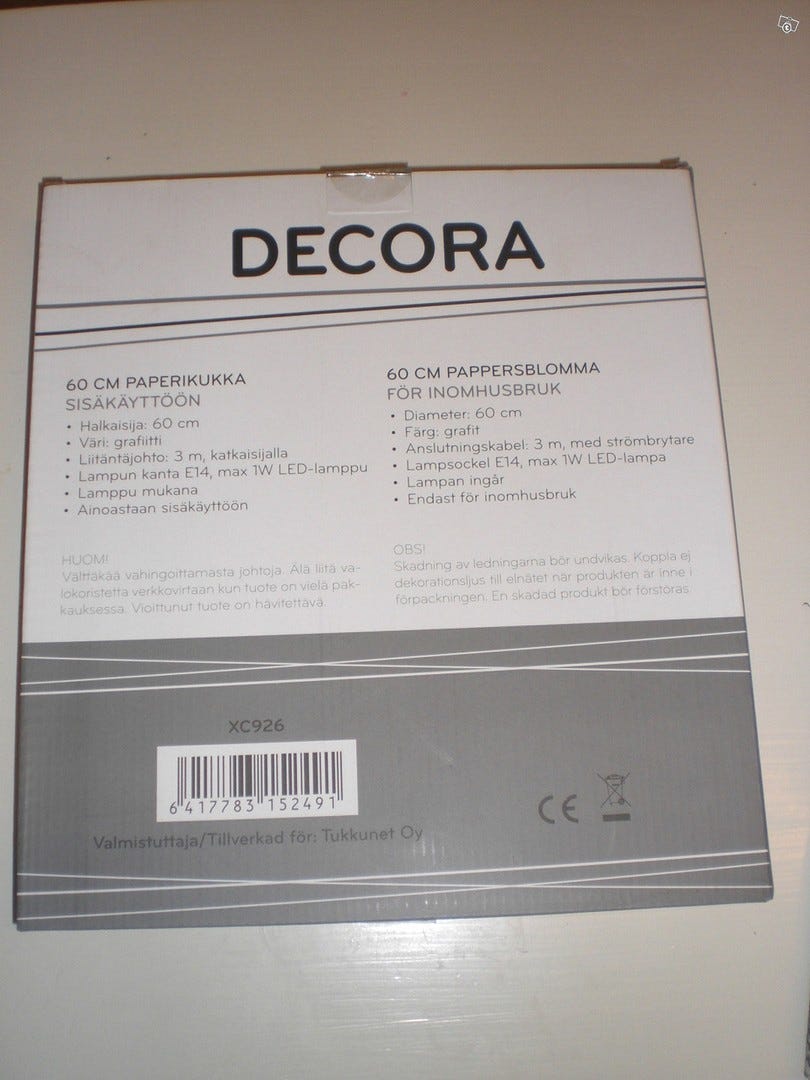 DECORA
60 CM PAPERIKUKKA
SISÄKÄYTTÖÖN
• Halkaisija: 60 cm
• Väri: grafiitti
• Liitäntäjohto: 3 m, katkaisijalla
• Lampun kanta E14, max 1W LED-lamppu
• Lamppu mukana
• Ainoastaan sisäkäyttöön
HUOM!
Välttäkää vahingoittamasta johtoja. Älä liitä va-
lokoristetta verkkovirtaan kun tuote on vielä pak-
kauksessa. Vioittunut tuote on hävitettävä.
60 CM PAPPERSBLOMMA
FÖR INOMHUSBRUK
• Diameter: 60 cm
• Färg: grafit
• Anslutningskabel: 3 m, med strömbrytare
• Lampsockel E14, max 1W LED-lampa
• Lampan ingår
• Endast för inomhusbruk
OBS!
Skadning av ledningarna bör undvikas. Koppla ej
dekorationsljus till elnätet när produkten är inne i
förpackningen. En skadad produkt bör förstöras.
XC926
6 417783 152491
Valmistuttaja/Tillverkad för: Tukkunet Oy
CE